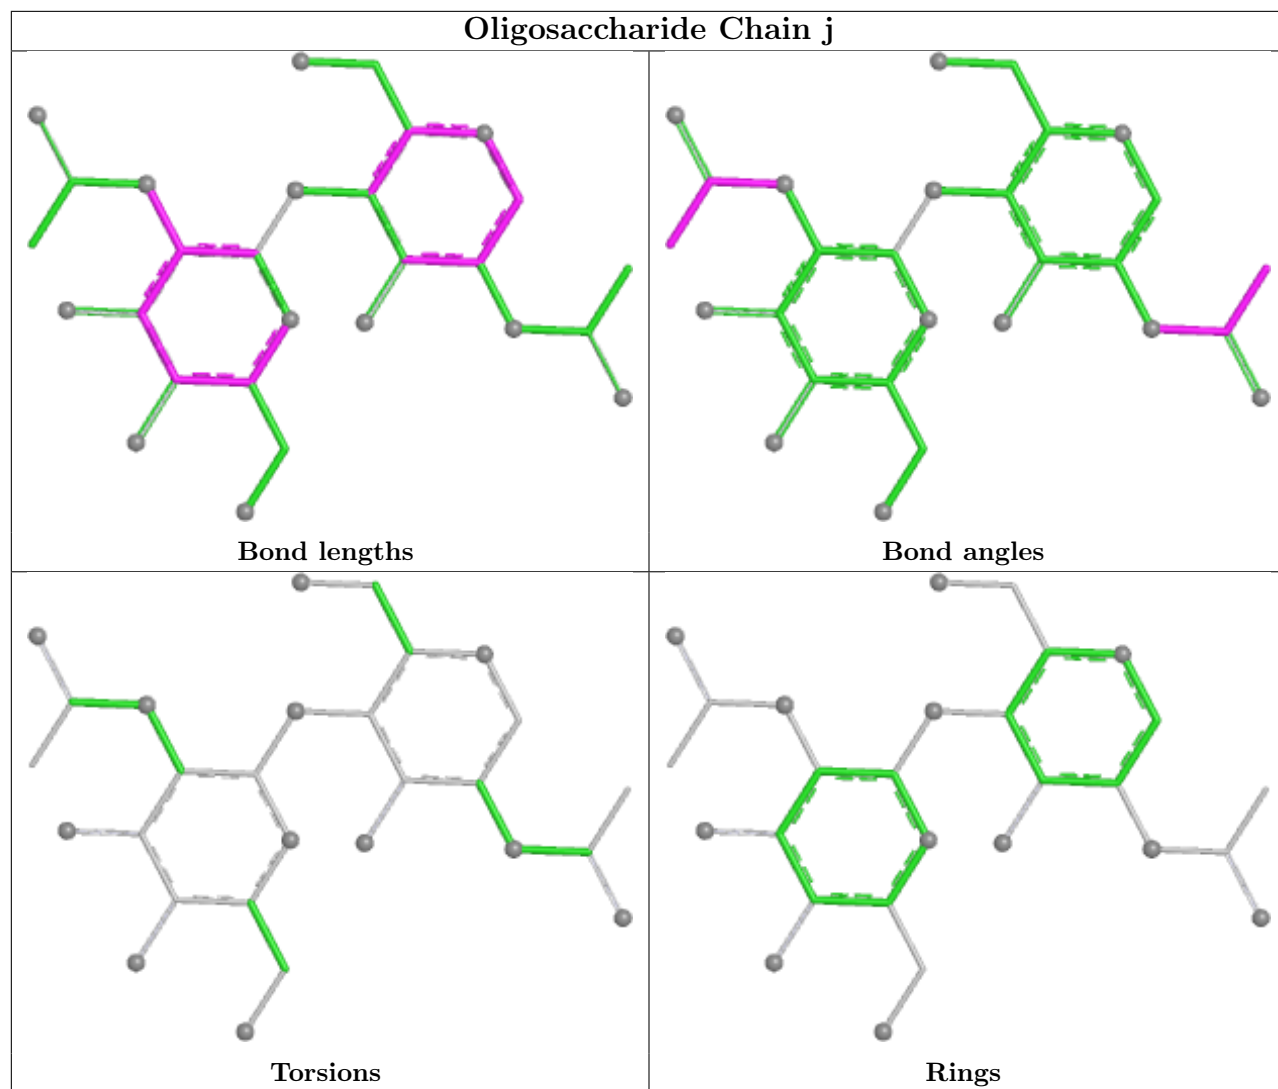 Oligosaccharide Chain j
Bond lengths
Bond angles
Torsions
Rings